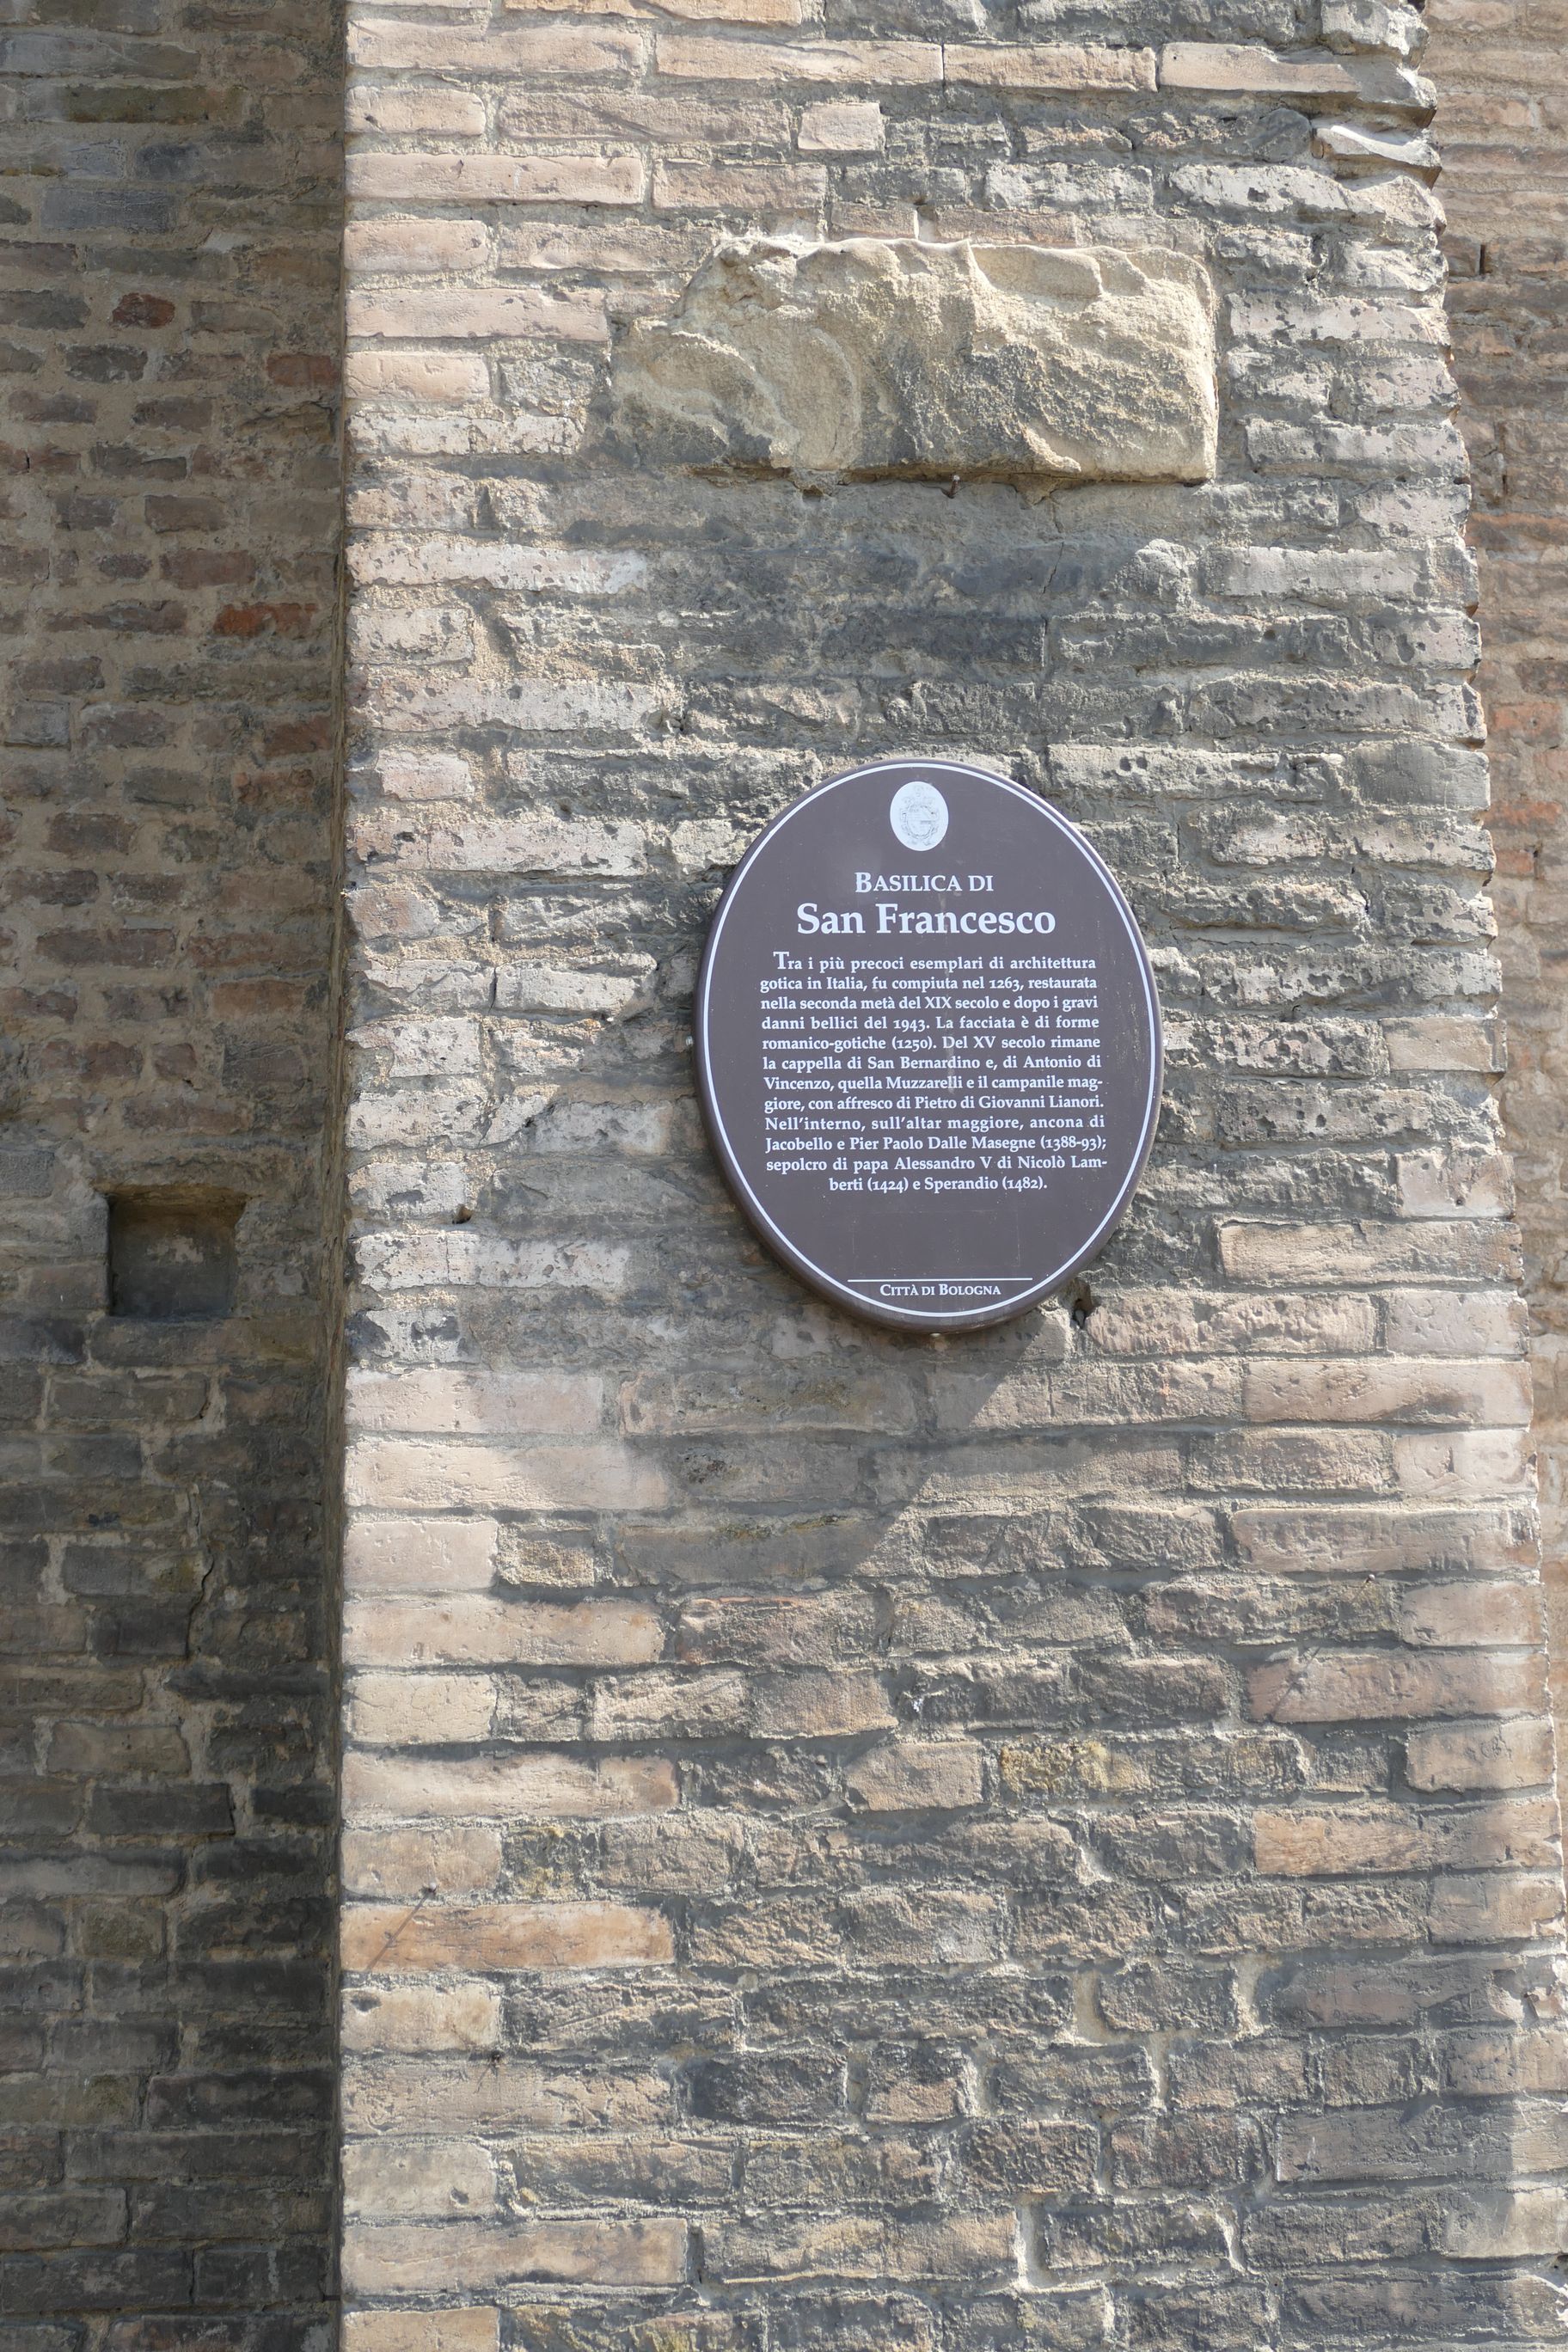 BASILICA DI
San Francesco
Tra i più precoci esemplari di architettura
gotica in Italia, fu compiuta nel 1263, restaurata
nella seconda metà del XIX secolo e dopo i gravi
danni bellici del 1943. La facciata è di forme
romanico-gotiche (1250). Del XV secolo rimane
la cappella di San Bernardino e, di Antonio di
Vincenzo, quella Muzzarelli e il campanile mag-
giore, con affresco di Pietro di Giovanni Lianori.
Nell'interno, sull'altar maggiore, ancona di
Jacobello e Pier Paolo Dalle Masegne (1388-93);
sepolcro di papa Alessandro V di Nicolò Lam-
berti (1424) e Sperandio (1482).
CITTÀ DI BOLOGNA